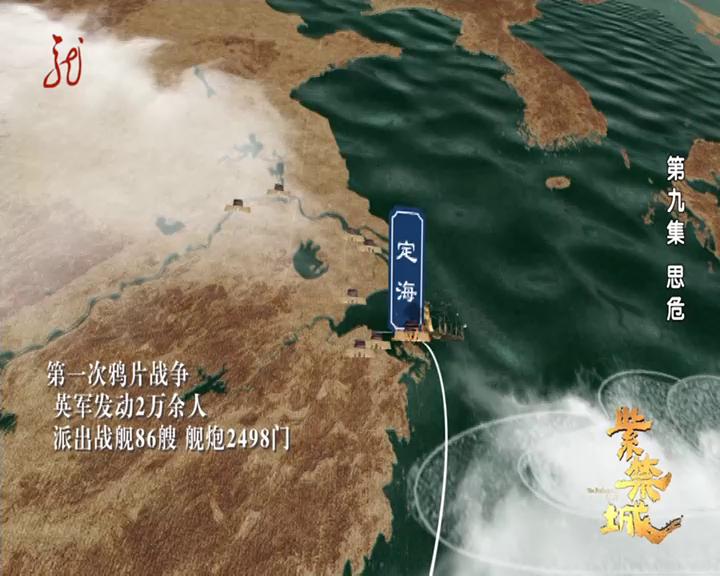 龙
第九集 思危
定海
第一次鸦片战争
英军发动2万余人
派出战舰86艘 舰炮2498门
紫禁城